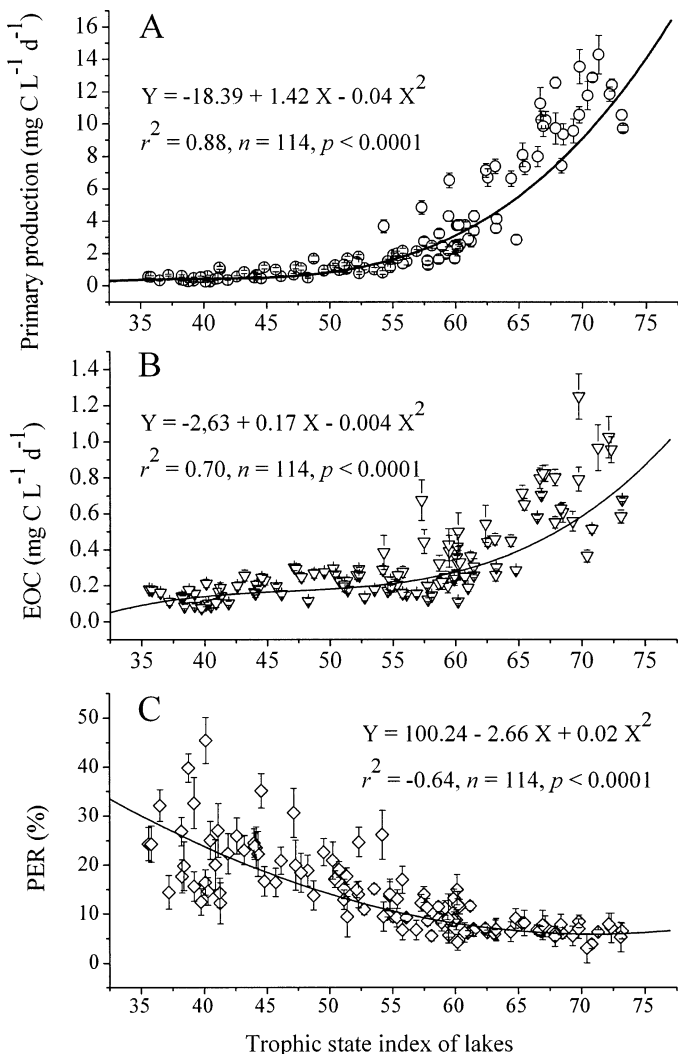 A
Y = -18.39 + 1.42 X - 0.04 X²
r² = 0.88, n = 114, p < 0.0001
Primary production (mg C L⁻¹ d⁻¹)
16
14
12
10
8
6
4
2
0
35 40 45 50 55 60 65 70 75
B
Y = -2,63 + 0.17 X - 0.004 X²
r² = 0.70, n = 114, p < 0.0001
EOC (mg C L⁻¹ d⁻¹)
1.4
1.2
1.0
0.8
0.6
0.4
0.2
0.0
35 40 45 50 55 60 65 70 75
C
Y = 100.24 - 2.66 X + 0.02 X²
r² = -0.64, n = 114, p < 0.0001
PER (%)
50
40
30
20
10
0
35 40 45 50 55 60 65 70 75
Trophic state index of lakes